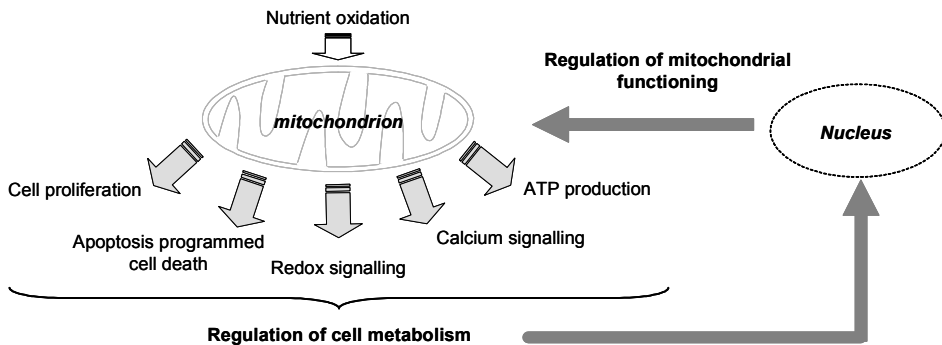 Nutrient oxidation
Regulation of mitochondrial
functioning
mitochondrion
Nucleus
Cell proliferation
ATP production
Apoptosis programmed
cell death
Calcium signalling
Redox signalling
Regulation of cell metabolism